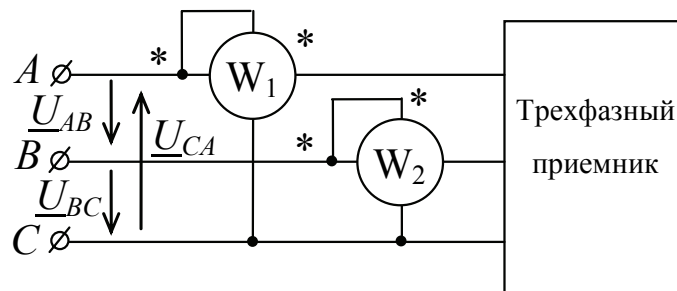 * *
A W₁
U_AB * Трехфазный
B U_CA * W₂ приемник
U_BC
C